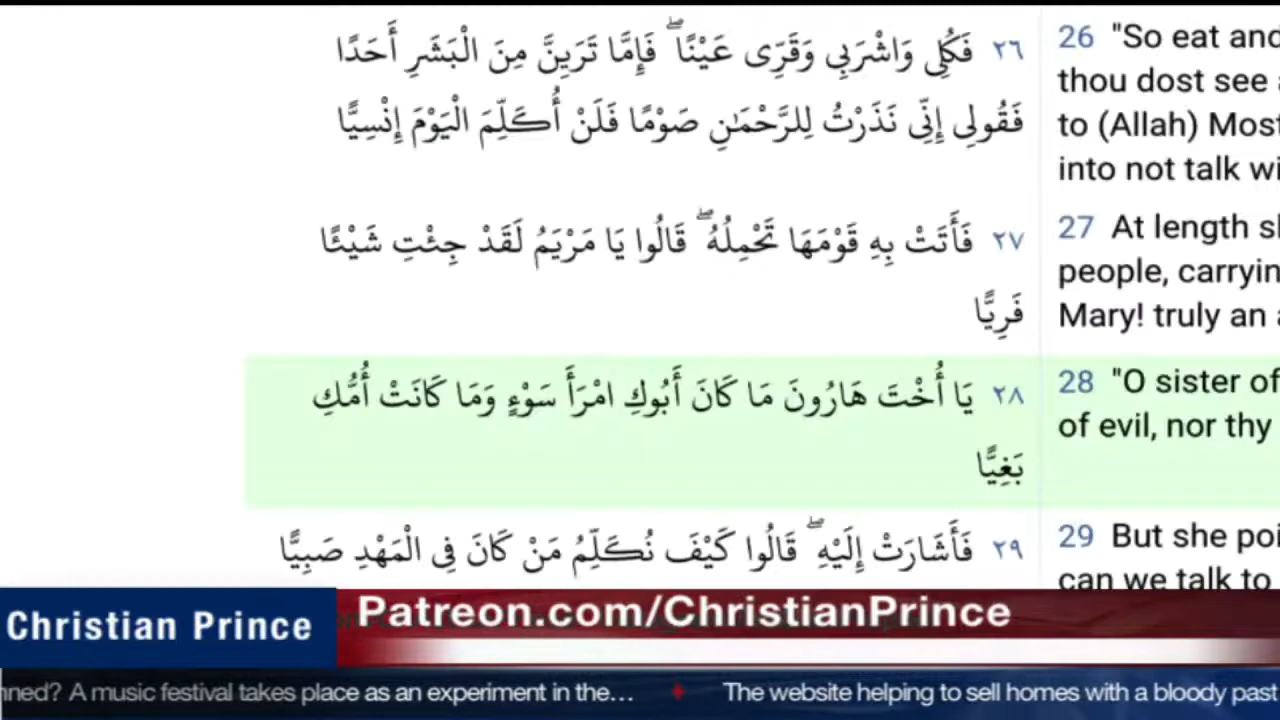 ٢٦ فَكُلِي وَاشْرَبِي وَقَرِّي عَيْنًا ۖ فَإِمَّا تَرَيِنَّ مِنَ الْبَشَرِ أَحَدًا
فَقُولِي إِنِّي نَذَرْتُ لِلرَّحْمَٰنِ صَوْمًا فَلَنْ أُكَلِّمَ الْيَوْمَ إِنْسِيًّا
26 "So eat and
thou dost see
to (Allah) Most
into not talk wi
٢٧ فَأَتَتْ بِهِ قَوْمَهَا تَحْمِلُهُ ۖ قَالُوا يَا مَرْيَمُ لَقَدْ جِئْتِ شَيْئًا
فَرِيًّا
27 At length s
people, carryin
Mary! truly an a
٢٨ يَا أُخْتَ هَارُونَ مَا كَانَ أَبُوكِ امْرَأَ سَوْءٍ وَمَا كَانَتْ أُمُّكِ
بَغِيًّا
28 "O sister of
of evil, nor thy
٢٩ فَأَشَارَتْ إِلَيْهِ ۖ قَالُوا كَيْفَ نُكَلِّمُ مَنْ كَانَ فِي الْمَهْدِ صَبِيًّا
29 But she poi
can we talk to
Christian Prince
Patreon.com/ChristianPrince
nned? A music festival takes place as an experiment in the... The website helping to sell homes with a bloody past